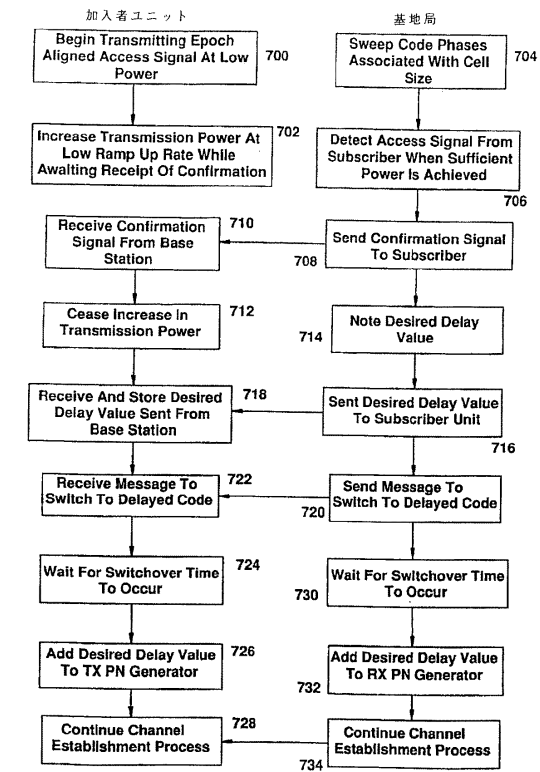 加入者ユニット
基地局
Begin Transmitting Epoch
Aligned Access Signal At Low
Power
700
Sweep Code Phases
Associated With Cell
Size
704
Increase Transmission Power At
Low Ramp Up Rate While
Awaiting Receipt Of Confirmation
702
Detect Access Signal From
Subscriber When Sufficient
Power Is Achieved
706
Receive Confirmation
Signal From Base
Station
710
Send Confirmation Signal
To Subscriber
708
Cease Increase In
Transmission Power
712
Note Desired Delay
Value
714
Receive And Store Desired
Delay Value Sent From
Base Station
718
Sent Desired Delay Value
To Subscriber Unit
716
Receive Message To
Switch To Delayed Code
722
Send Message To
Switch To Delayed Code
720
Wait For Switchover Time
To Occur
724
Wait For Switchover Time
To Occur
730
Add Desired Delay Value
To TX PN Generator
726
Add Desired Delay Value
To RX PN Generator
732
Continue Channel
Establishment Process
728
Continue Channel
Establishment Process
734